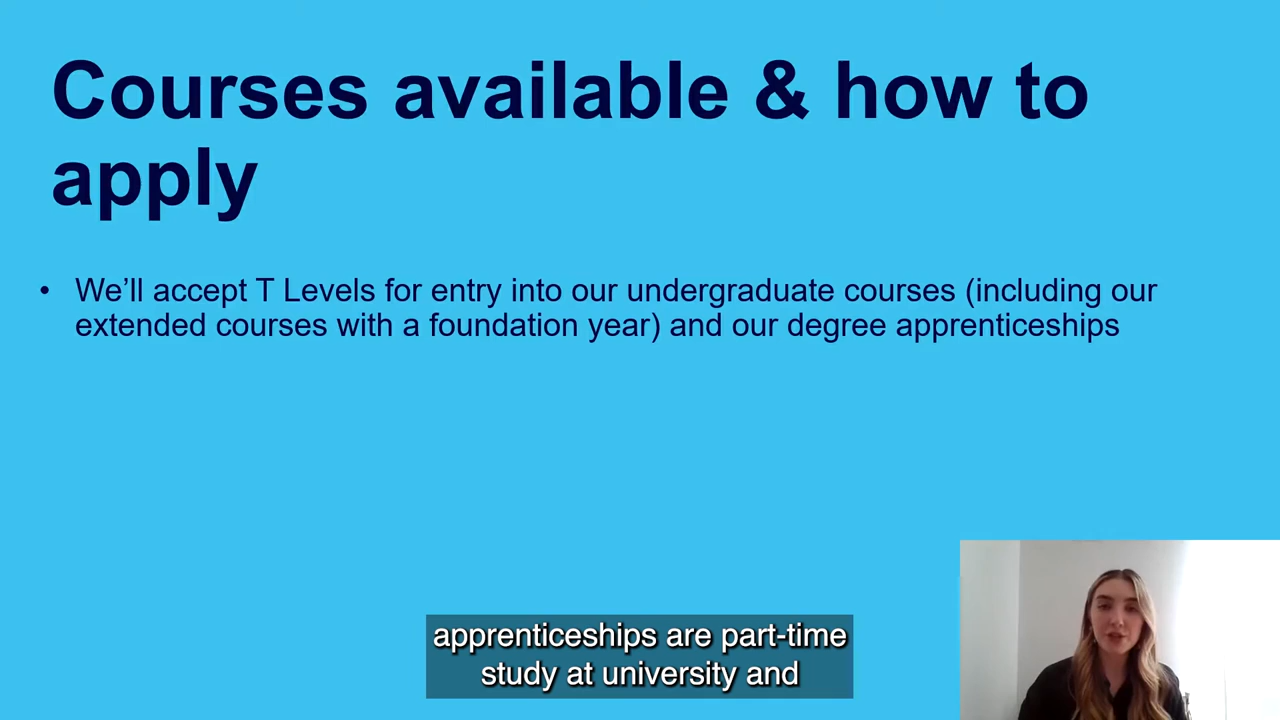 Courses available & how to
apply
• We’ll accept T Levels for entry into our undergraduate courses (including our
extended courses with a foundation year) and our degree apprenticeships
apprenticeships are part-time
study at university and